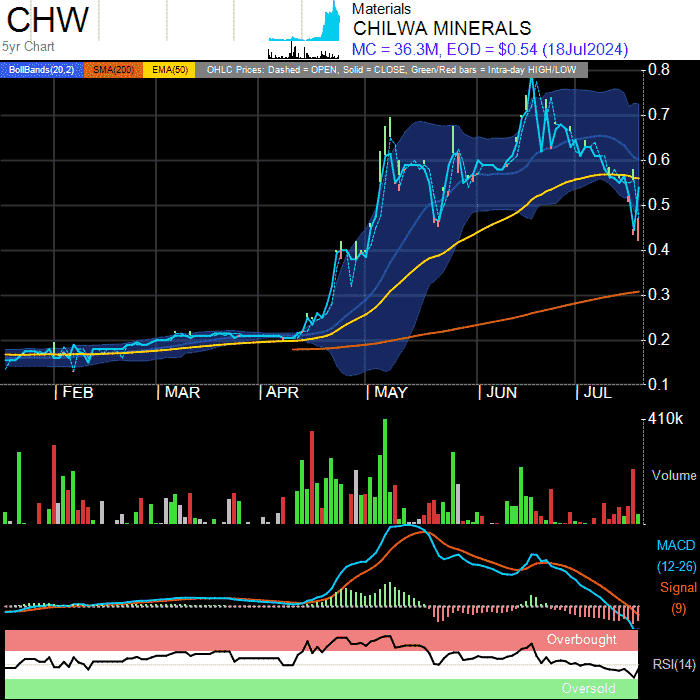 CHW
5yr Chart
Materials
CHILWA MINERALS
MC = 36.3M, EOD = $0.54 (18Jul2024)
BollBands(20,2) SMA(200) EMA(50) OHLC Prices: Dashed = OPEN, Solid = CLOSE, Green/Red bars = Intra-day HIGH/LOW
0.8
0.7
0.6
0.5
0.4
0.3
0.2
0.1
FEB MAR APR MAY JUN JUL
410k
Volume
MACD
(12-26)
Signal
(9)
Overbought
RSI(14)
Oversold